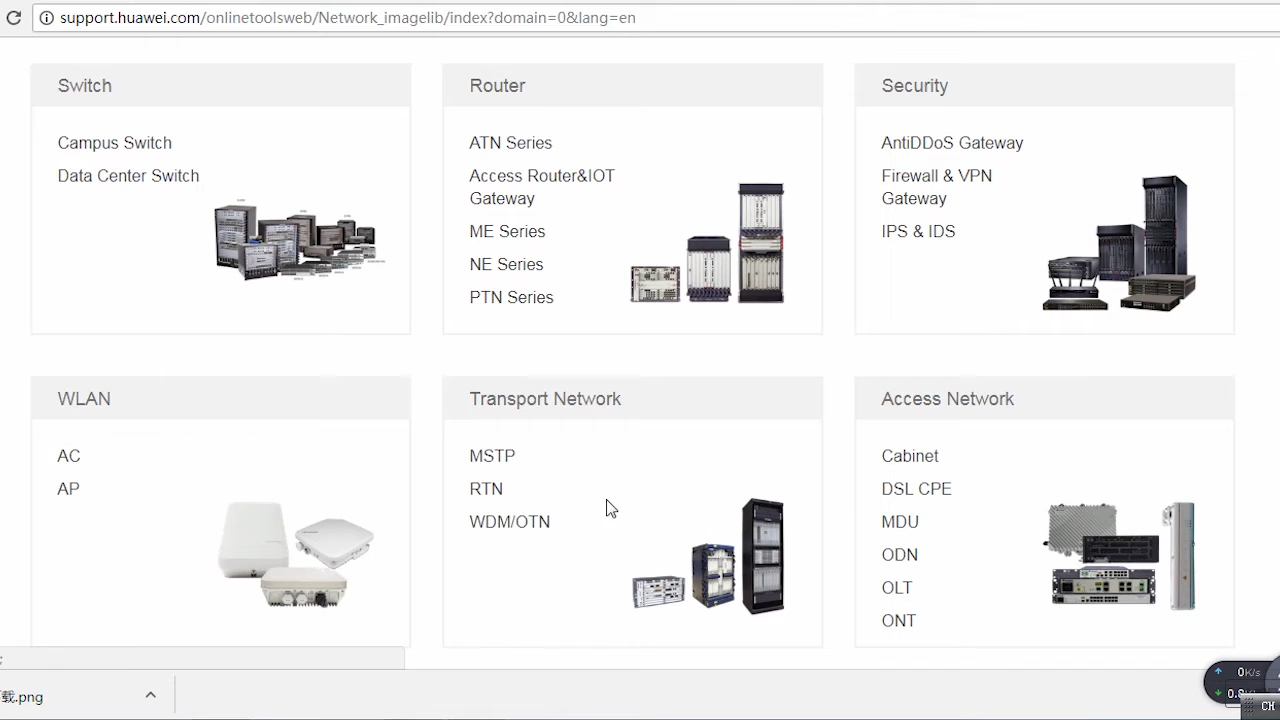 support.huawei.com/onlinetoolsweb/Network_imagelib/index?domain=0&lang=en
Switch
Campus Switch
Data Center Switch
Router
ATN Series
Access Router&IOT
Gateway
ME Series
NE Series
PTN Series
Security
AntiDDoS Gateway
Firewall & VPN
Gateway
IPS & IDS
WLAN
AC
AP
Transport Network
MSTP
RTN
WDM/OTN
Access Network
Cabinet
DSL CPE
MDU
ODN
OLT
ONT
载.png
0K/s
CH